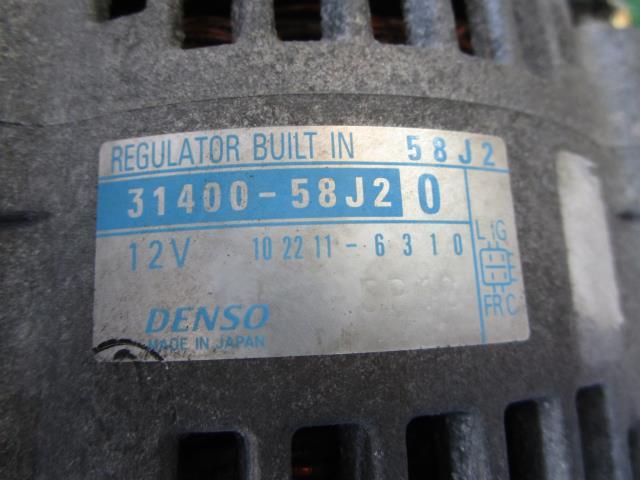 REGULATOR BUILT IN 58J2
31400-58J2 0
12V 102211-6310
L IG
E
FR C
DENSO
MADE IN JAPAN